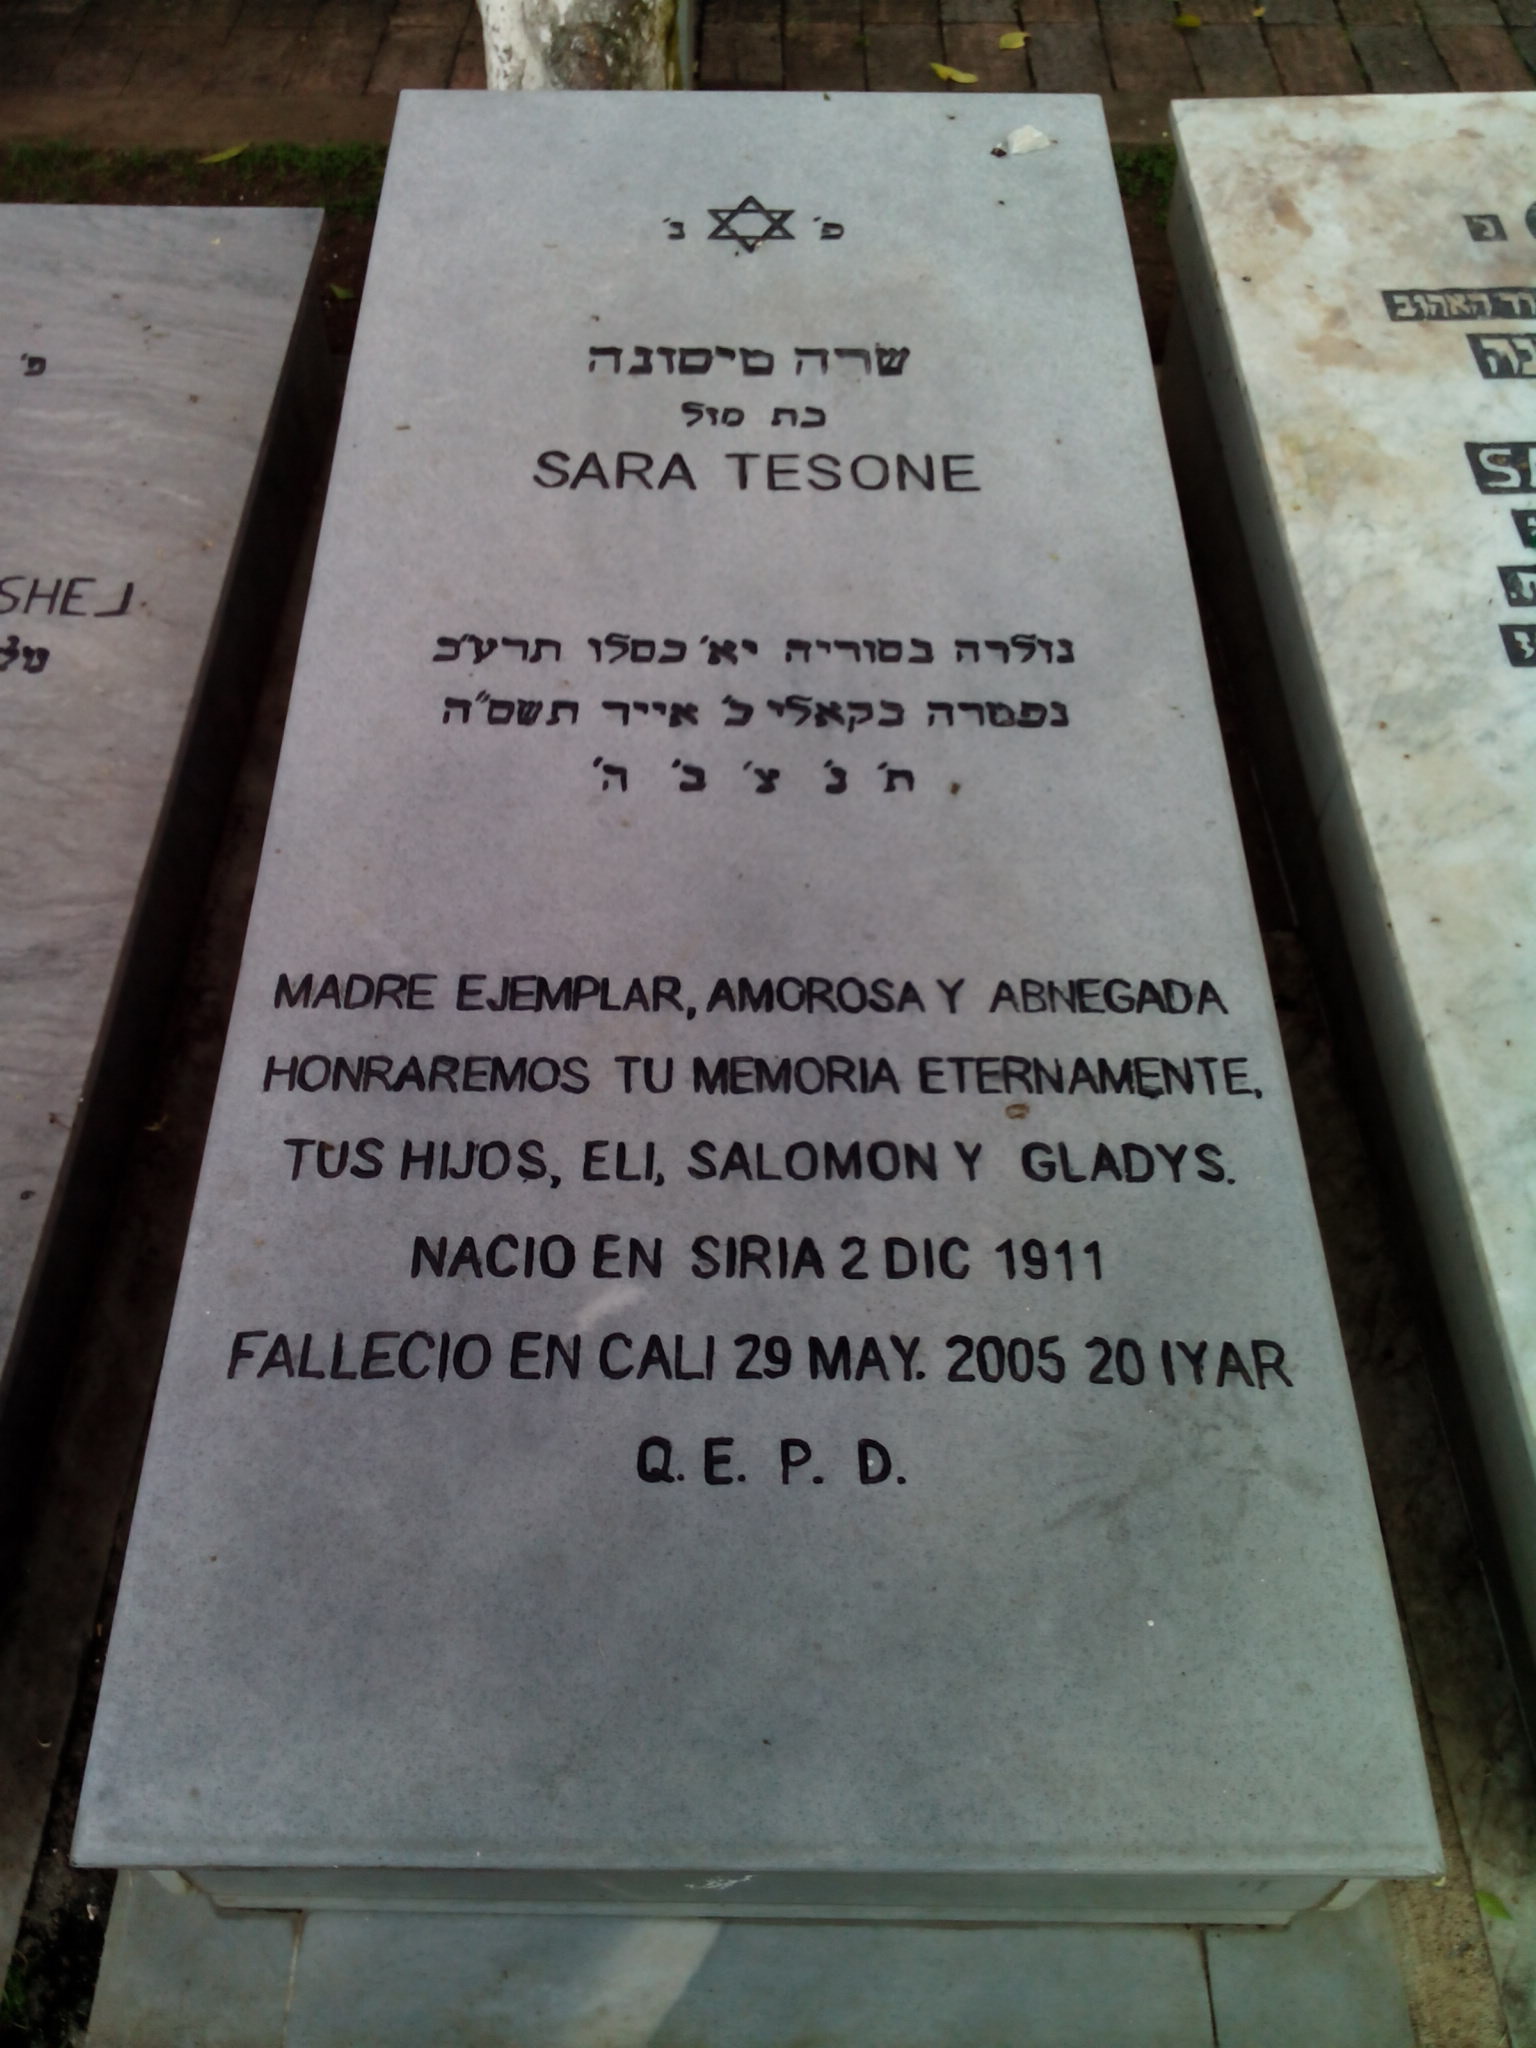 פ׳ נ׳
שרה טיסונה
בת מזל
SARA TESONE
נולדה בסוריה יא׳ כסלו תרע׳ב
נפטרה בקאלי כ׳ אייר תשס״ה
ת׳ נ׳ צ׳ ב׳ ה׳
MADRE EJEMPLAR, AMOROSA Y ABNEGADA
HONRAREMOS TU MEMORIA ETERNAMENTE,
TUS HIJOS, ELI, SALOMON Y GLADYS.
NACIO EN SIRIA 2 DIC 1911
FALLECIO EN CALI 29 MAY. 2005 20 IYAR
Q. E. P. D.
פ׳
SHEJ
נ
האהוב